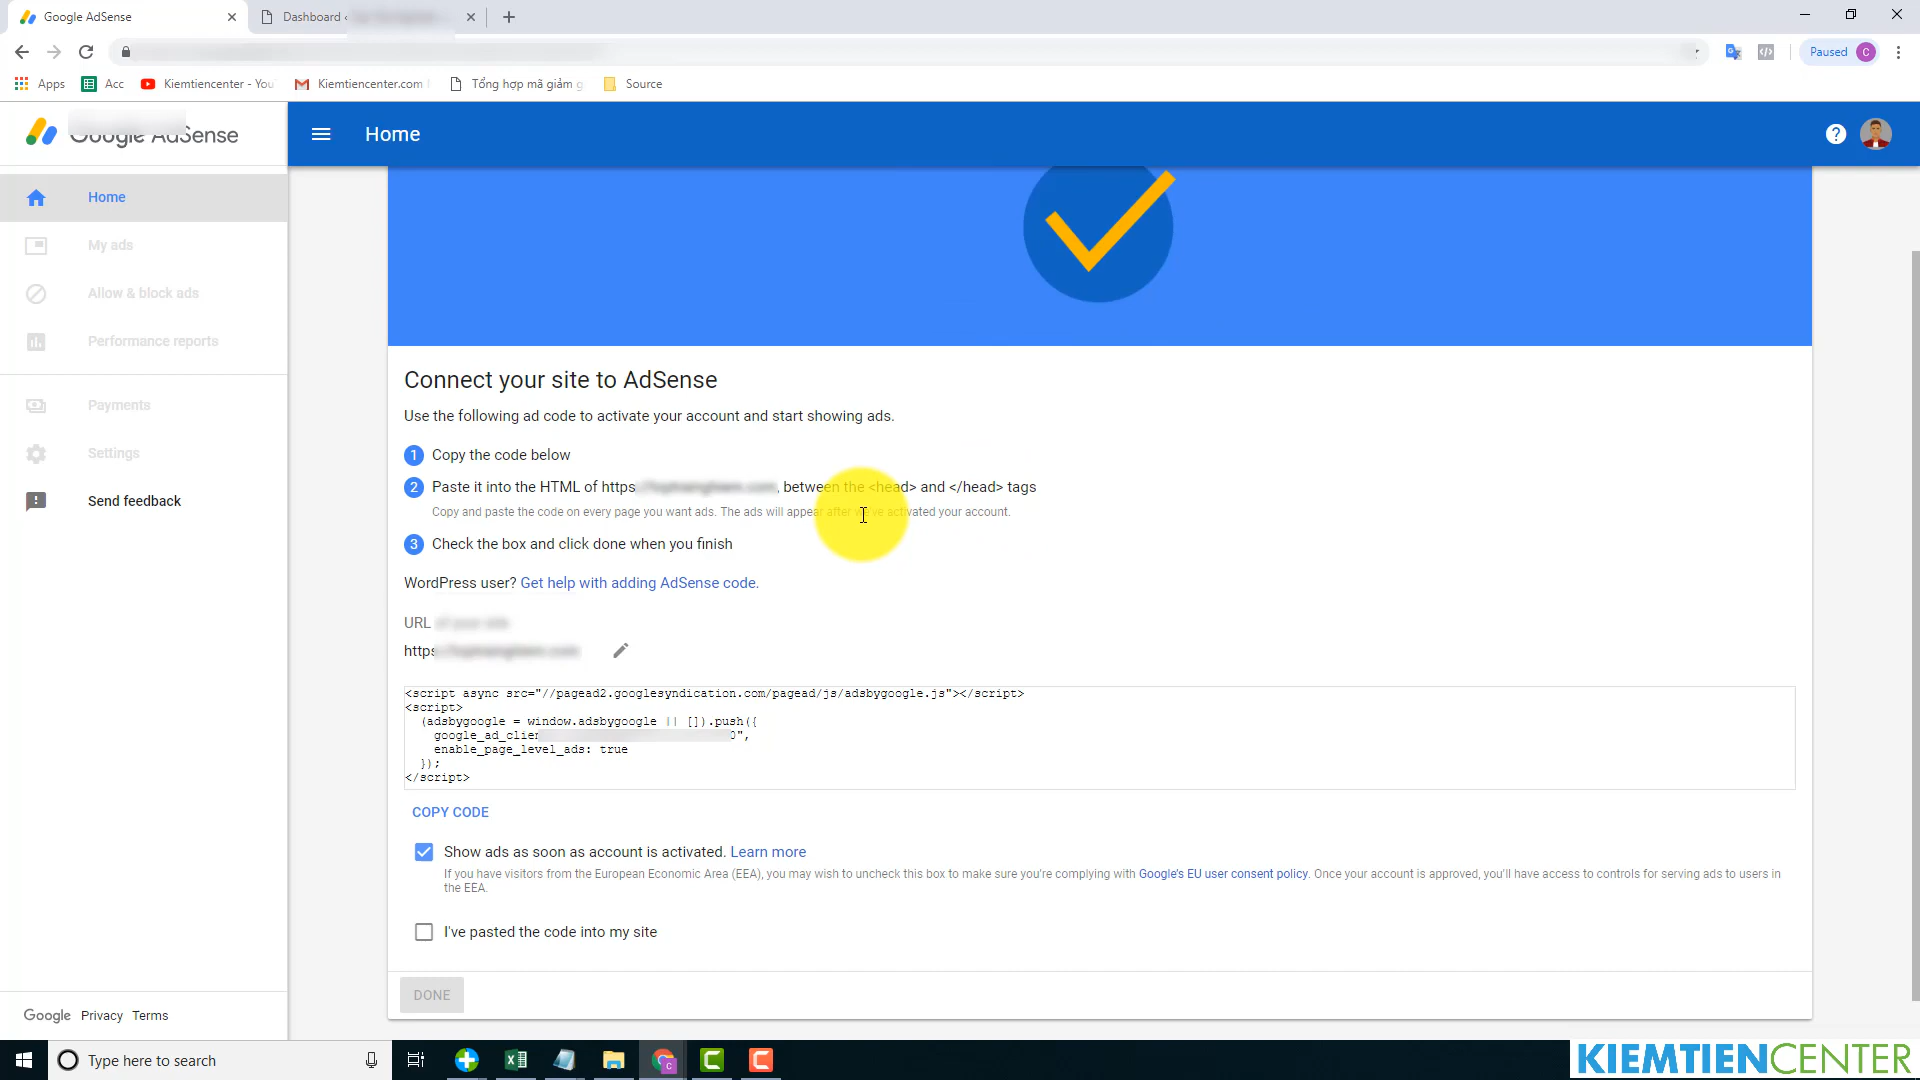 Google AdSense
Dashboard ‹
Paused
C
Apps
Acc
Kiemtiencenter - You
Kiemtiencenter.com
Tổng hợp mã giảm g
Source
Google AdSense
Home
Home
My ads
Allow & block ads
Performance reports
Payments
Settings
Send feedback
Connect your site to AdSense
Use the following ad code to activate your account and start showing ads.
1 Copy the code below
2 Paste it into the HTML of https , between the <head> and </head> tags
Copy and paste the code on every page you want ads. The ads will appear after we've activated your account.
3 Check the box and click done when you finish
WordPress user? Get help with adding AdSense code.
URL of your site
https
<script async src="//pagead2.googlesyndication.com/pagead/js/adsbygoogle.js"></script>
<script>
(adsbygoogle = window.adsbygoogle || []).push({
google_ad_clien 0",
enable_page_level_ads: true
});
</script>
COPY CODE
Show ads as soon as account is activated. Learn more
If you have visitors from the European Economic Area (EEA), you may wish to uncheck this box to make sure you're complying with Google's EU user consent policy. Once your account is approved, you'll have access to controls for serving ads to users in
the EEA.
I've pasted the code into my site
DONE
Google Privacy Terms
Type here to search
KIEMTIENCENTER